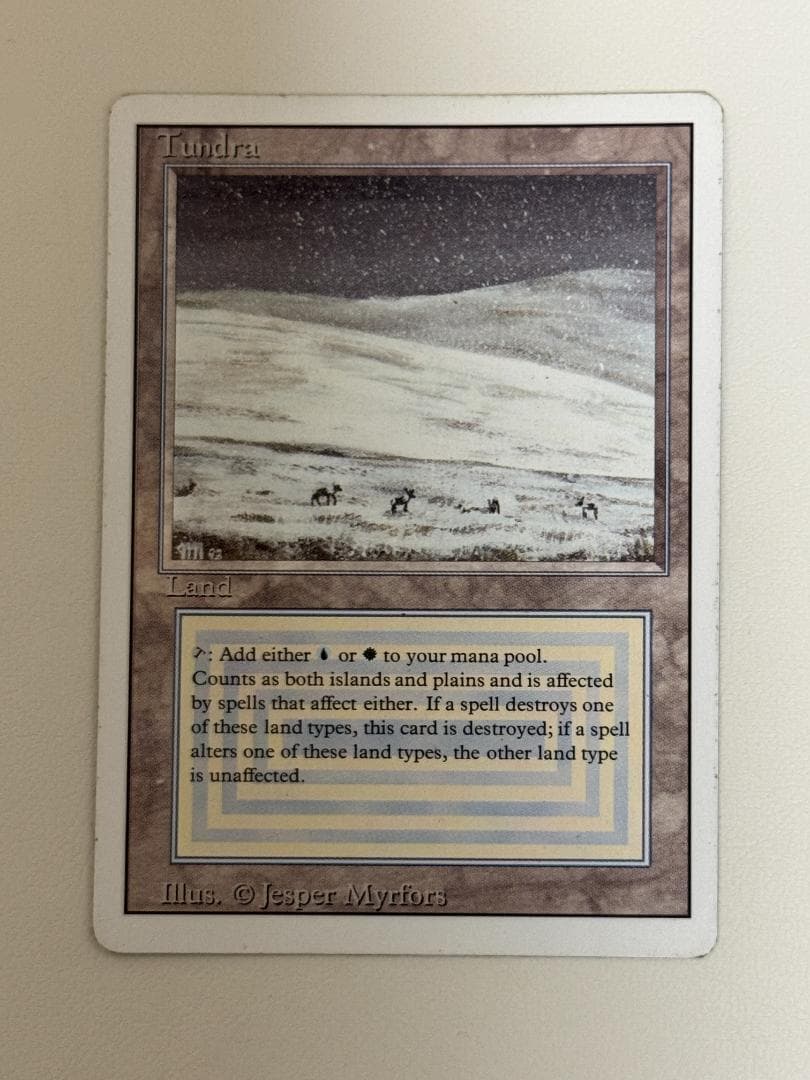 Tundra
Land
: Add either or to your mana pool.
Counts as both islands and plains and is affected
by spells that affect either. If a spell destroys one
of these land types, this card is destroyed; if a spell
alters one of these land types, the other land type
is unaffected.
Illus. © Jesper Myrfors